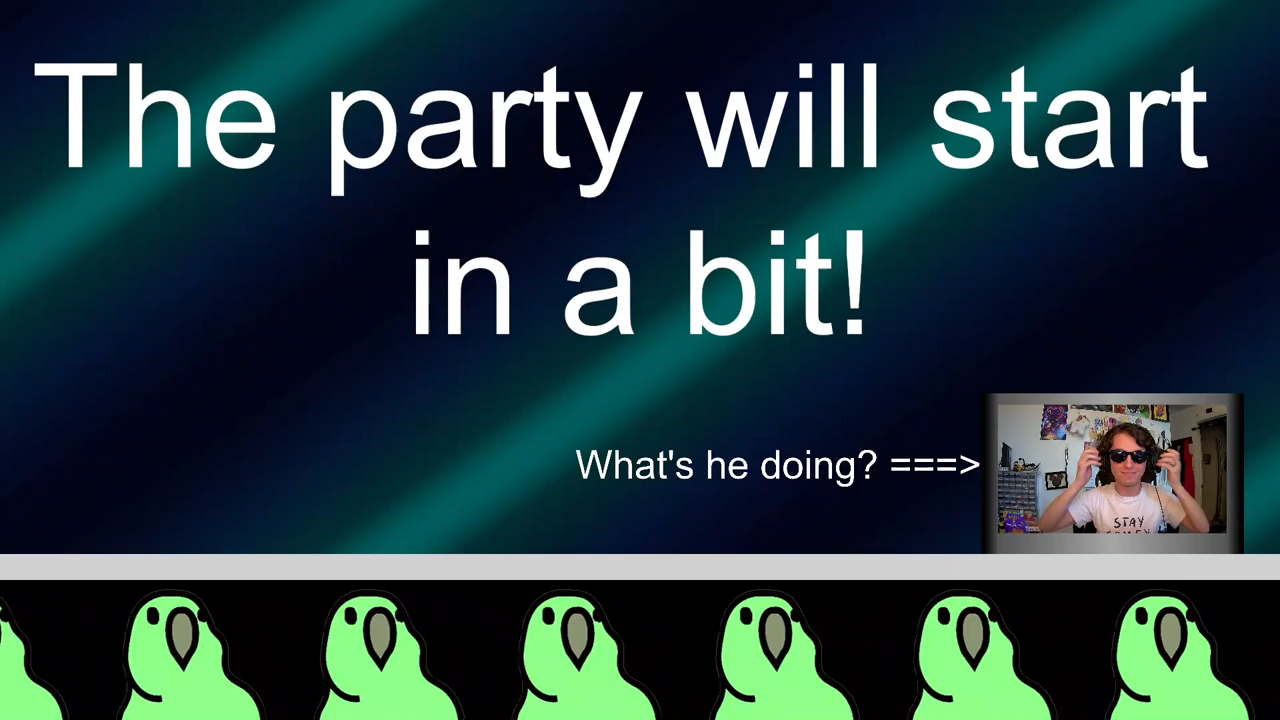 The party will start
in a bit!
What's he doing? ===>
STAY